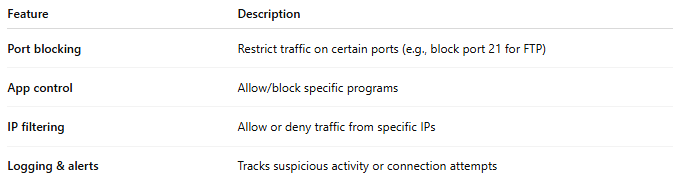 Feature Description
Port blocking Restrict traffic on certain ports (e.g., block port 21 for FTP)
App control Allow/block specific programs
IP filtering Allow or deny traffic from specific IPs
Logging & alerts Tracks suspicious activity or connection attempts